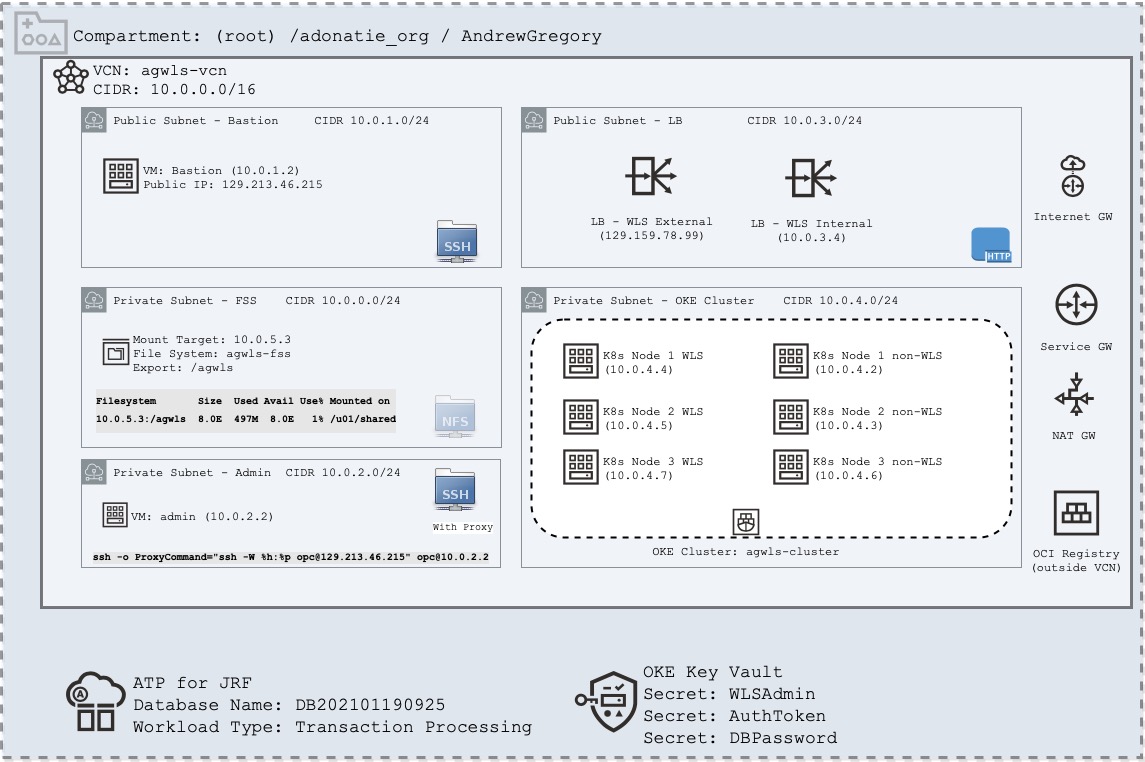 Compartment: (root) /adonatie_org / AndrewGregory
VCN: agwls-vcn
CIDR: 10.0.0.0/16
Public Subnet - Bastion CIDR 10.0.1.0/24
VM: Bastion (10.0.1.2)
Public IP: 129.213.46.215
SSH
Public Subnet - LB CIDR 10.0.3.0/24
LB - WLS External
(129.159.78.99)
LB - WLS Internal
(10.0.3.4)
HTTP
Internet GW
Private Subnet - FSS CIDR 10.0.0.0/24
Mount Target: 10.0.5.3
File System: agwls-fss
Export: /agwls
Filesystem Size Used Avail Use% Mounted on
10.0.5.3:/agwls 8.0E 497M 8.0E 1% /u01/shared
NFS
Private Subnet - Admin CIDR 10.0.2.0/24
VM: admin (10.0.2.2)
SSH
With Proxy
ssh -o ProxyCommand="ssh -W %h:%p opc@129.213.46.215" opc@10.0.2.2
Private Subnet - OKE Cluster CIDR 10.0.4.0/24
K8s Node 1 WLS
(10.0.4.4)
K8s Node 1 non-WLS
(10.0.4.2)
K8s Node 2 WLS
(10.0.4.5)
K8s Node 2 non-WLS
(10.0.4.3)
K8s Node 3 WLS
(10.0.4.7)
K8s Node 3 non-WLS
(10.0.4.6)
OKE Cluster: agwls-cluster
Service GW
NAT GW
OCI Registry
(outside VCN)
A
ATP for JRF
Database Name: DB202101190925
Workload Type: Transaction Processing
OKE Key Vault
Secret: WLSAdmin
Secret: AuthToken
Secret: DBPassword